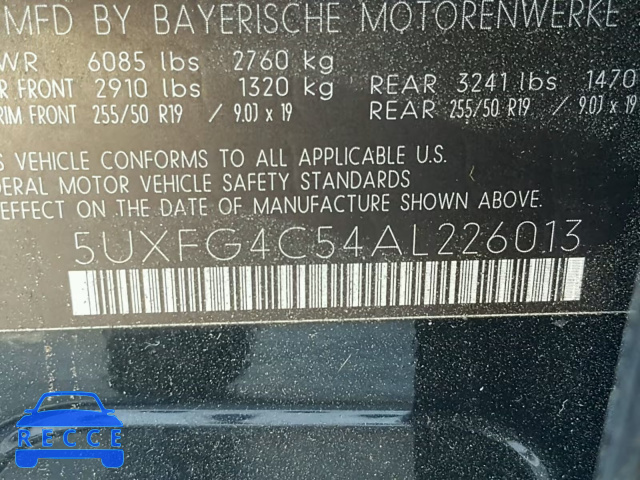 MFD BY BAYERISCHE MOTORENWERKE
WR 6085 lbs 2760 kg
R FRONT 2910 lbs 1320 kg REAR 3241 lbs 1470
RIM FRONT 255/50 R19 / 9.0J x 19 REAR 255/50 R19 / 9.0J x 19
S VEHICLE CONFORMS TO ALL APPLICABLE U.S.
DERAL MOTOR VEHICLE SAFETY STANDARDS
EFFECT ON THE DATE OF MANUFACTURE SHOWN ABOVE.
5UXFG4C54AL226013
RECCE